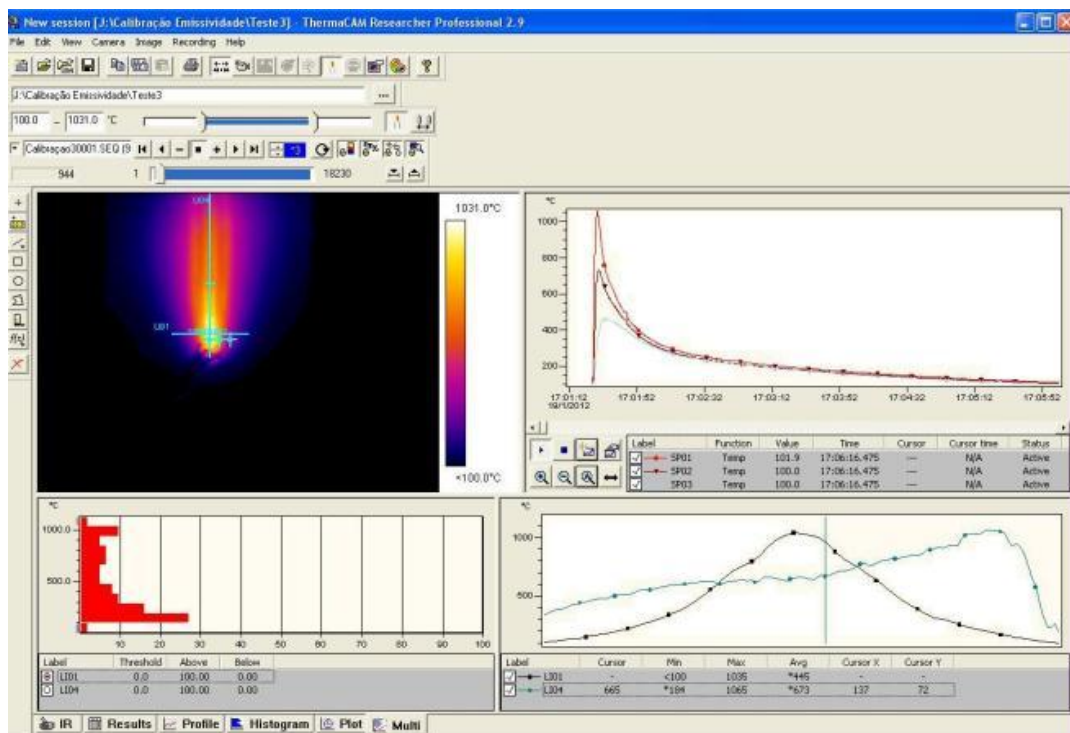 New session [J:\Calibração Emissividade\Teste3] - ThermaCAM Researcher Professional 2.9
File Edit View Camera Image Recording Help
J:\Calibração Emissividade\Teste3 ...
100.0 - 1031.0 °C
Calibraçao30001.SEQ (9
944 1 18230
LI04
LI01
1031.0°C
<100.0°C
°C
1000
800
600
400
200
17:01:12 17:01:52 17:02:32 17:03:12 17:03:52 17:04:32 17:05:12 17:05:52
19/1/2012
Label Function Value Time Cursor Cursor time Status
SP01 Temp 101.9 17:06:16.475 — N/A Active
SP02 Temp 100.0 17:06:16.475 — N/A Active
SP03 Temp 100.0 17:06:16.475 — N/A Active
°C
1000.0
500.0
10 20 30 40 50 60 70 80 90 100
Label Threshold Above Below
LI01 0.0 100.00 0.00
LI04 0.0 100.00 0.00
°C
1000
500
Label Cursor Min Max Avg Cursor X Cursor Y
LI01 - <100 1035 *445 - -
LI04 665 *184 1065 *673 137 72
IR Results Profile Histogram Plot Multi